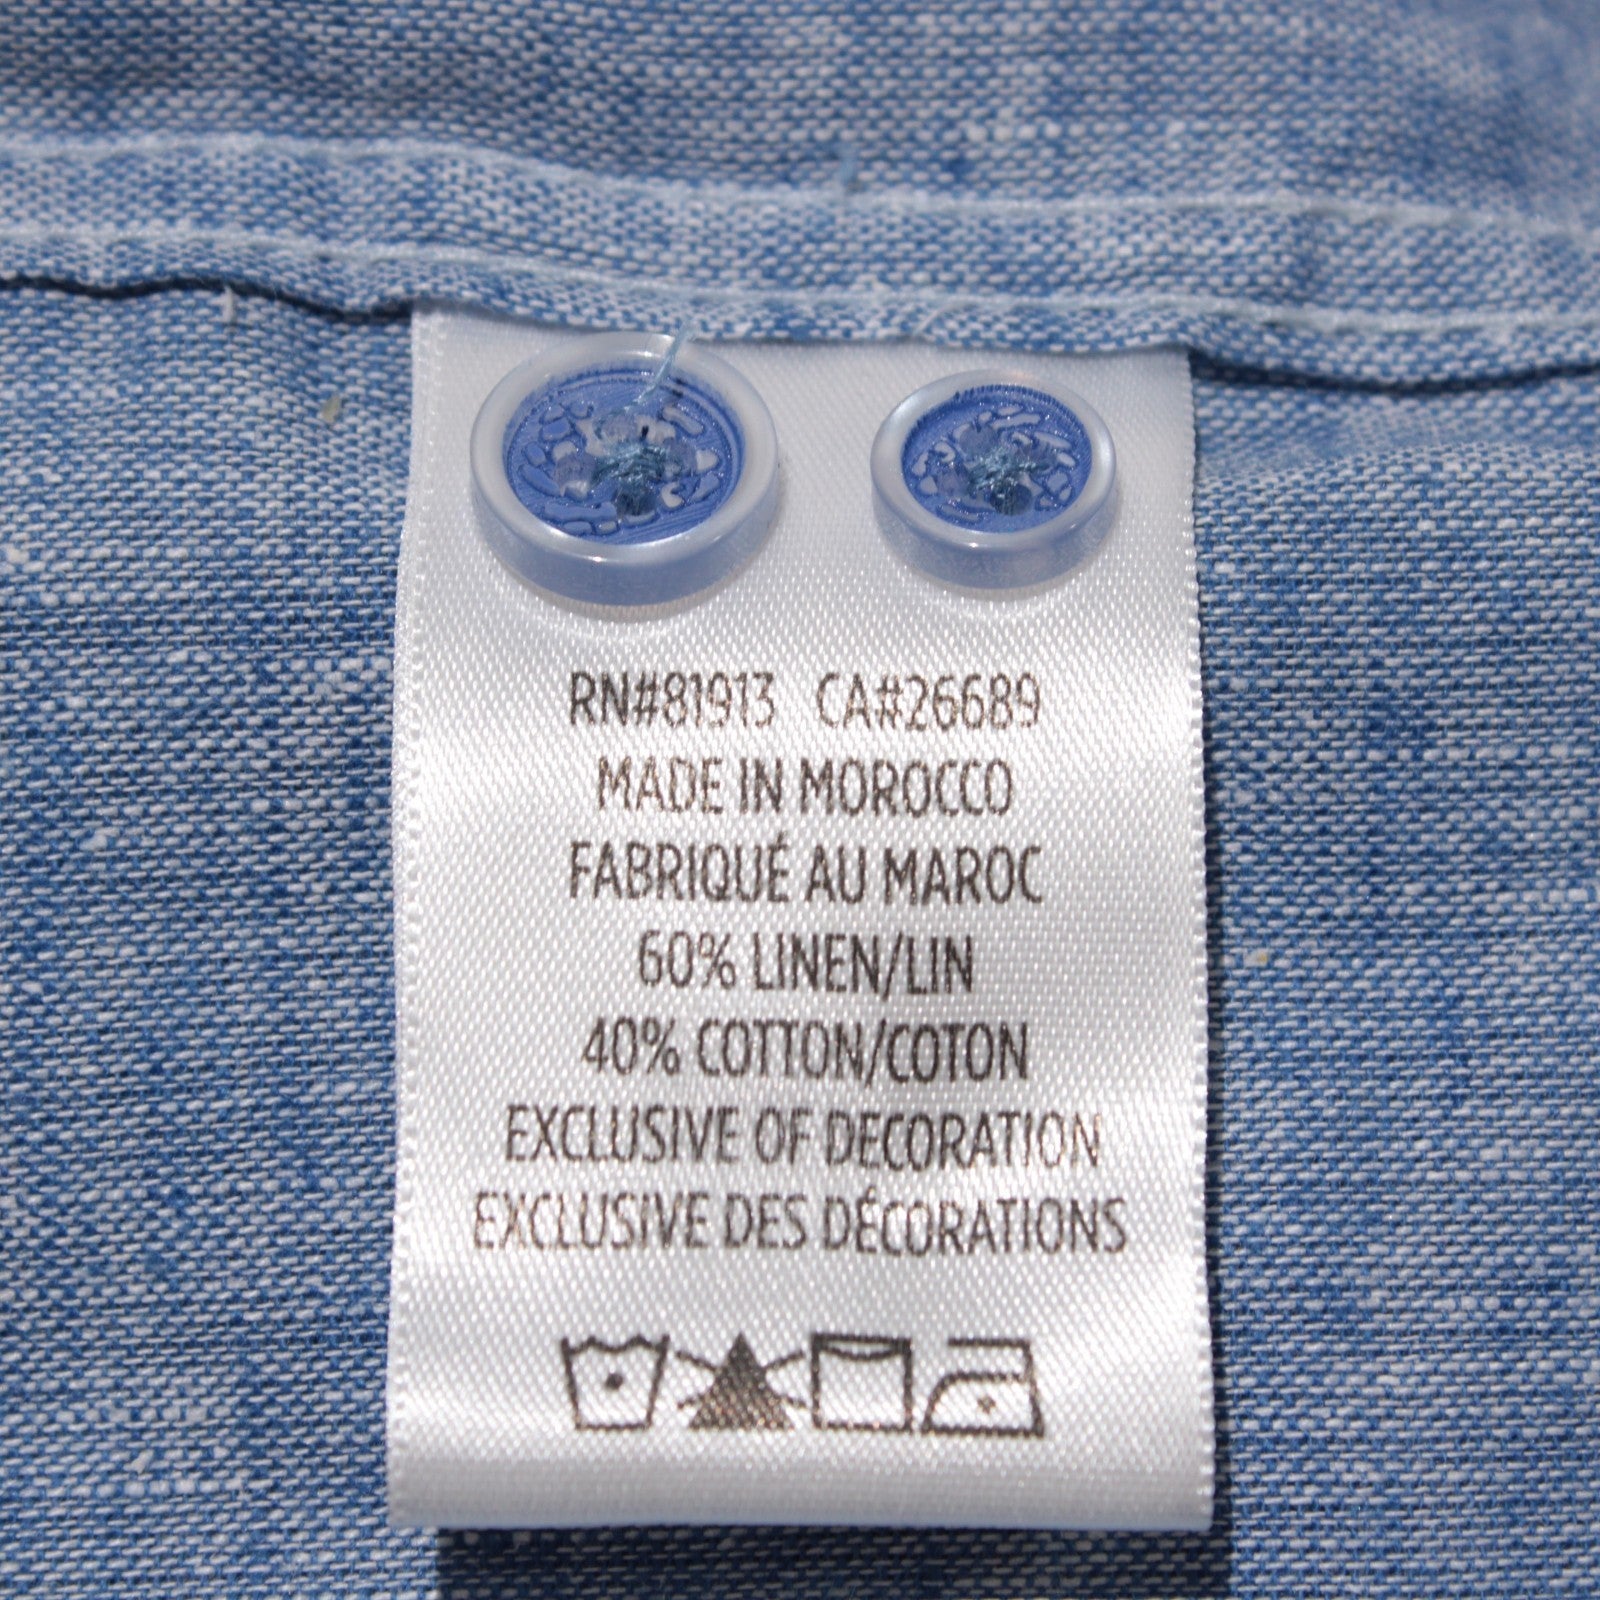 RN#81913 CA#26689
MADE IN MOROCCO
FABRIQUÉ AU MAROC
60% LINEN/LIN
40% COTTON/COTON
EXCLUSIVE OF DECORATION
EXCLUSIVE DES DÉCORATIONS